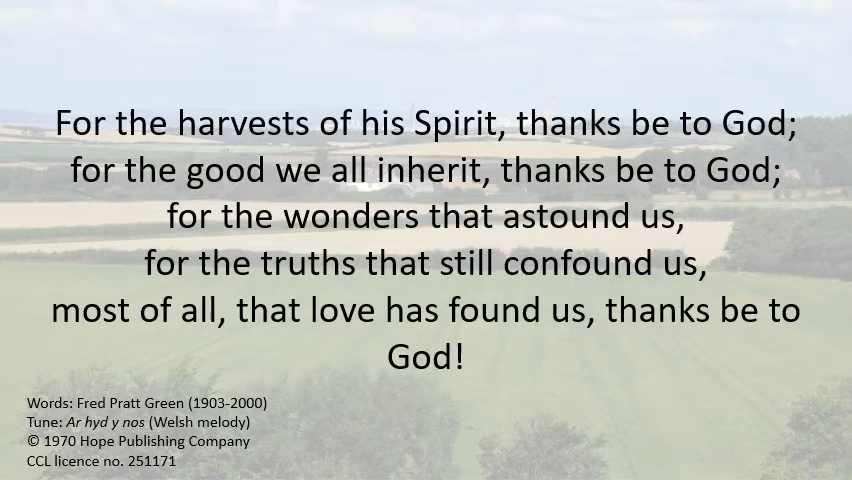 For the harvests of his Spirit, thanks be to God;
for the good we all inherit, thanks be to God;
for the wonders that astound us,
for the truths that still confound us,
most of all, that love has found us, thanks be to
God!
Words: Fred Pratt Green (1903-2000)
Tune: Ar hyd y nos (Welsh melody)
© 1970 Hope Publishing Company
CCL licence no. 251171